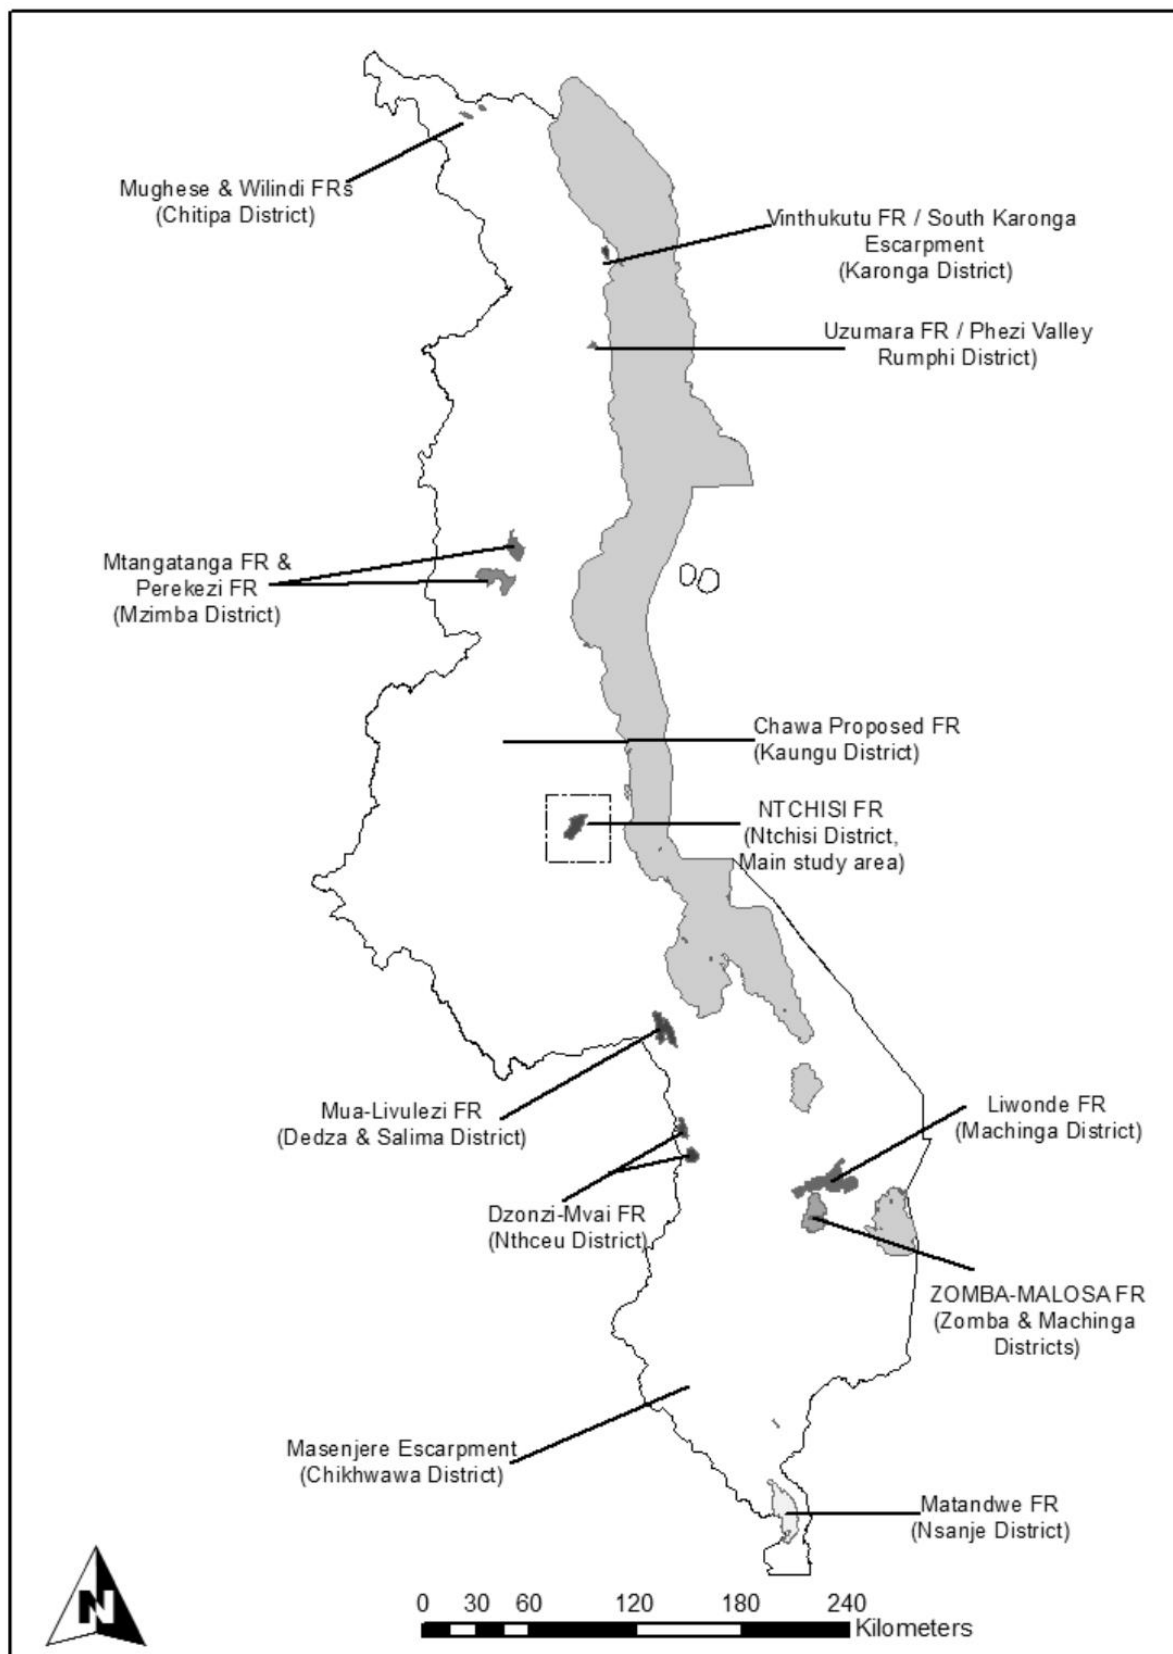 Mughese & Wilindi FRs
(Chitipa District)
Vinthukutu FR / South Karonga
Escarpment
(Karonga District)
Uzumara FR / Phezi Valley
Rumphi District)
Mtangatanga FR &
Perekezi FR
(Mzimba District)
Chawa Proposed FR
(Kaungu District)
NTCHISI FR
(Ntchisi District,
Main study area)
Mua-Livulezi FR
(Dedza & Salima District)
Liwonde FR
(Machinga District)
Dzonzi-Mvai FR
(Nthceu District)
ZOMBA-MALOSA FR
(Zomba & Machinga
Districts)
Masenjere Escarpment
(Chikhwawa District)
Matandwe FR
(Nsanje District)
N
0 30 60 120 180 240
Kilometers